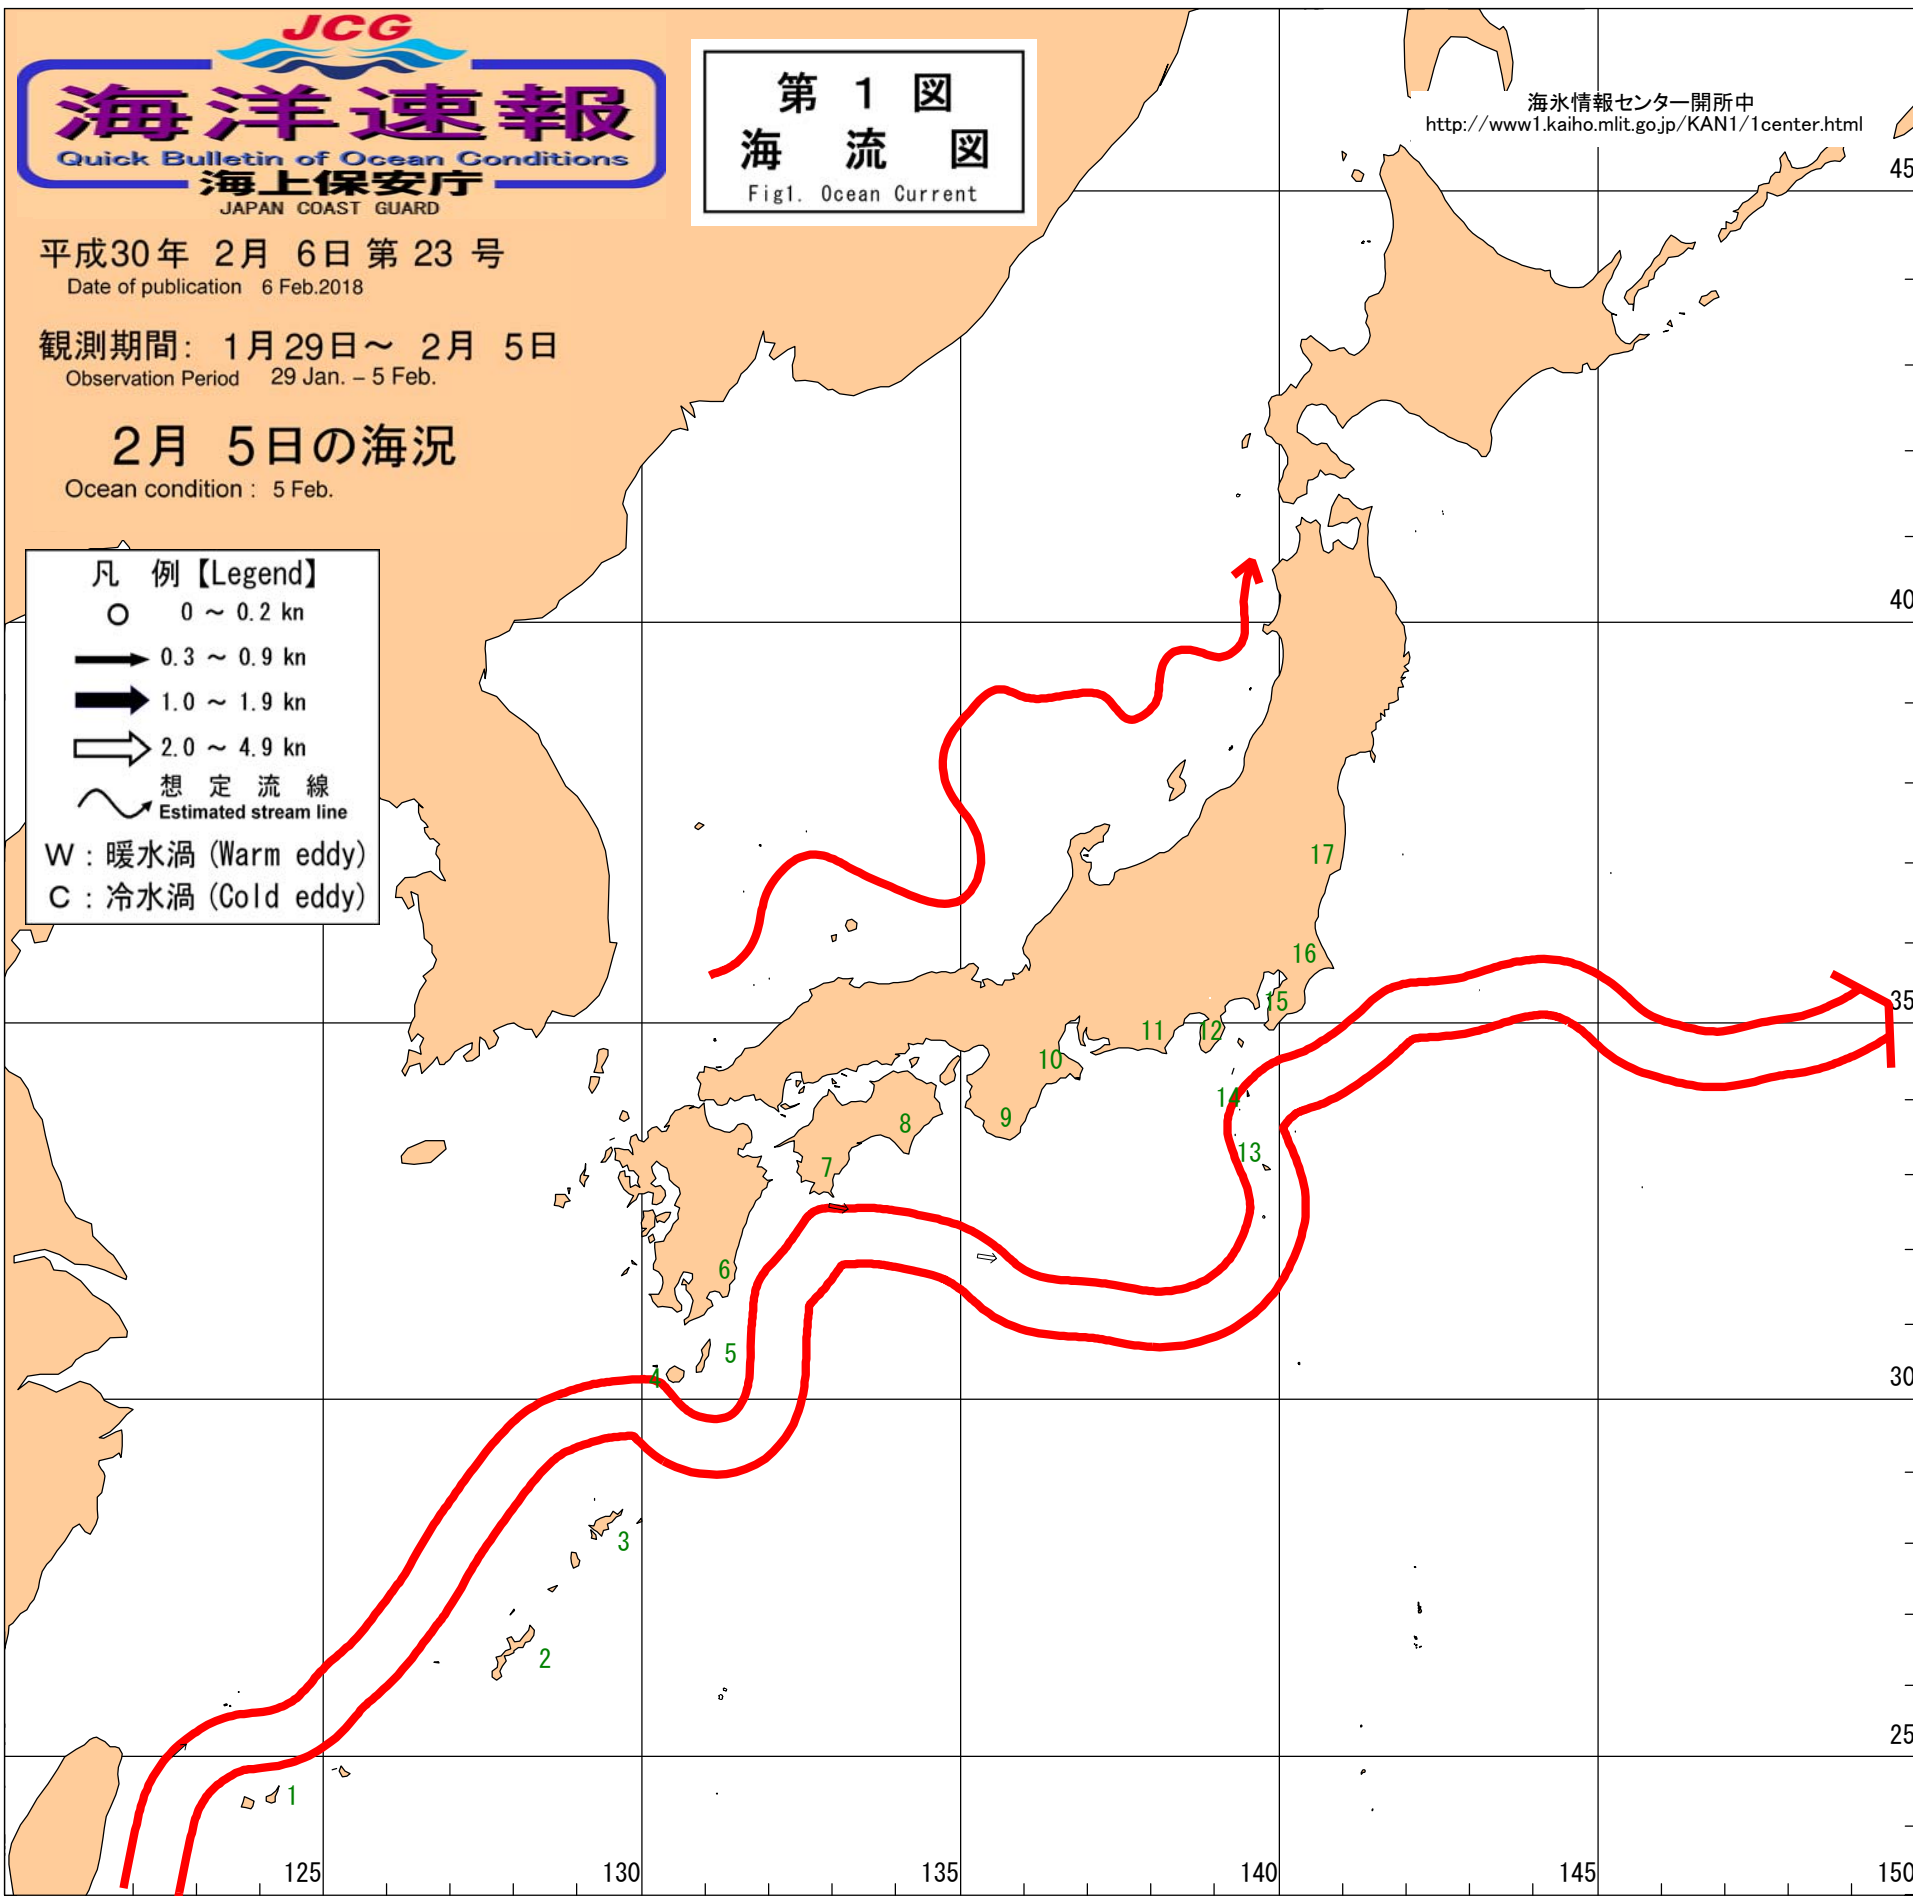 JCG
海洋速報
Quick Bulletin of Ocean Conditions
海上保安庁
JAPAN COAST GUARD
第 1 図
海 流 図
Fig1. Ocean Current
海氷情報センター開所中
http://www1.kaiho.mlit.go.jp/KAN1/1center.html
平成30年 2月 6日 第 23 号
Date of publication 6 Feb.2018
観測期間: 1月29日～ 2月 5日
Observation Period 29 Jan. – 5 Feb.
2月 5日の海況
Ocean condition : 5 Feb.
凡 例【Legend】
0 ～ 0.2 kn
0.3 ～ 0.9 kn
1.0 ～ 1.9 kn
2.0 ～ 4.9 kn
想 定 流 線
Estimated stream line
W : 暖水渦 (Warm eddy)
C : 冷水渦 (Cold eddy)
45
40
17
16
35
15
11
12
10
14
9
8
13
7
6
5
4
30
3
2
25
1
125
130
135
140
145
150